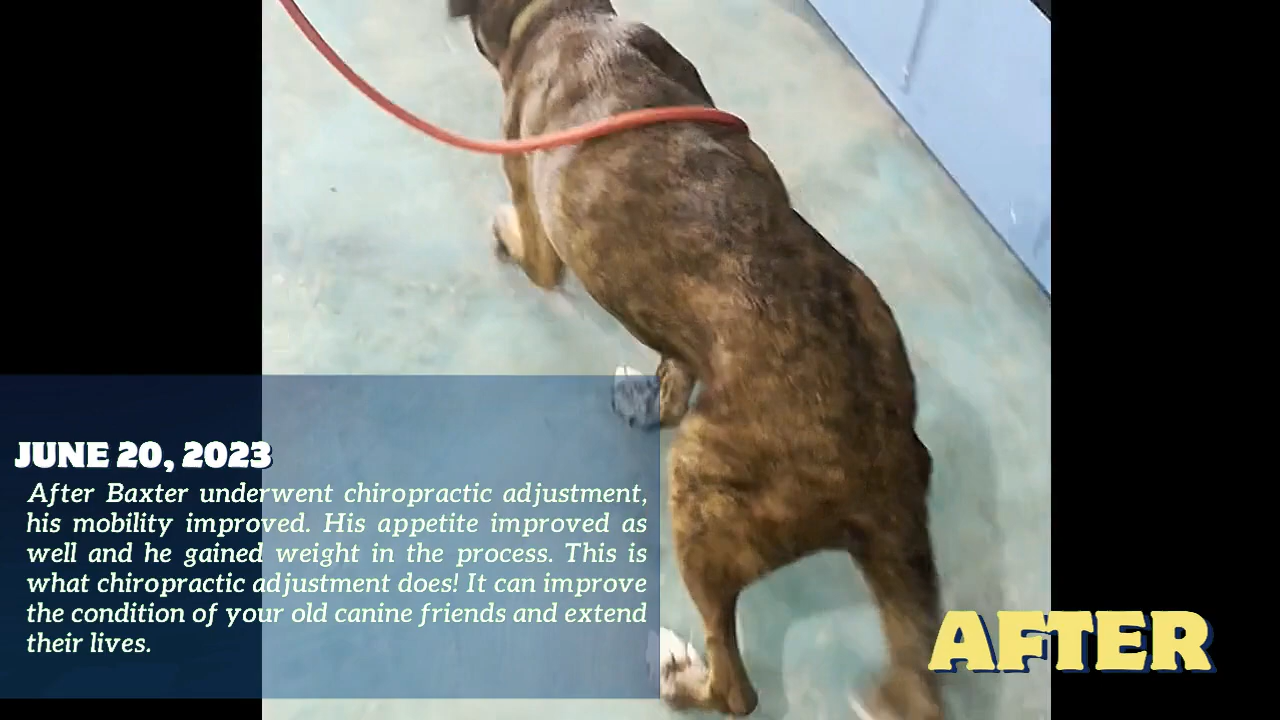 JUNE 20, 2023
After Baxter underwent chiropractic adjustment,
his mobility improved. His appetite improved as
well and he gained weight in the process. This is
what chiropractic adjustment does! It can improve
the condition of your old canine friends and extend
their lives.
AFTER